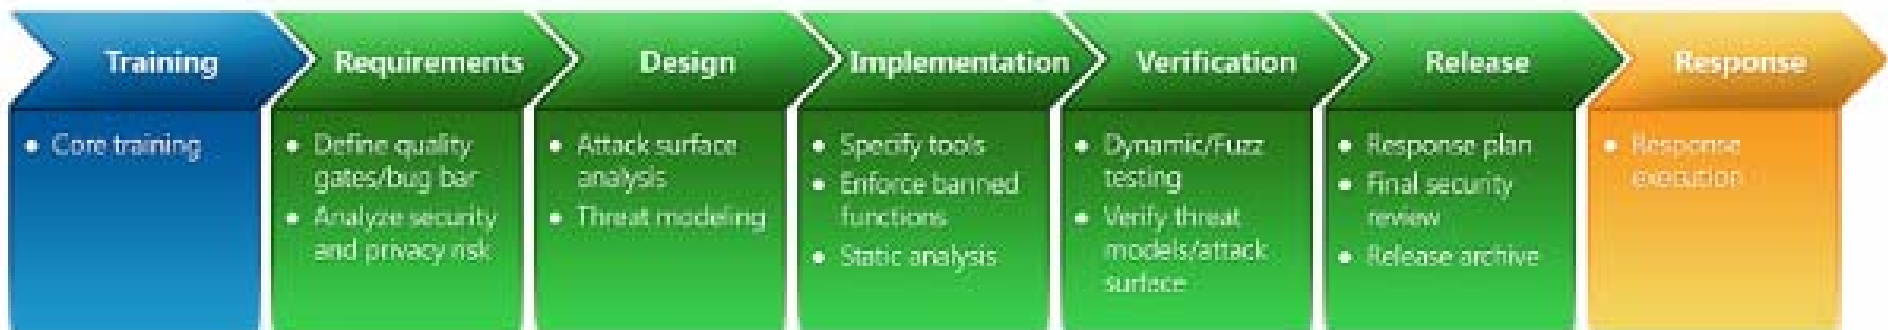 Training
• Core training
Requirements
• Define quality
gates/bug bar
• Analyze security
and privacy risk
Design
• Attack surface
analysis
• Threat modeling
Implementation
• Specify tools
• Enforce banned
functions
• Static analysis
Verification
• Dynamic/Fuzz
testing
• Verify threat
models/attack
surface
Release
• Response plan
• Final security
review
• Release archive
Response
• Response
execution